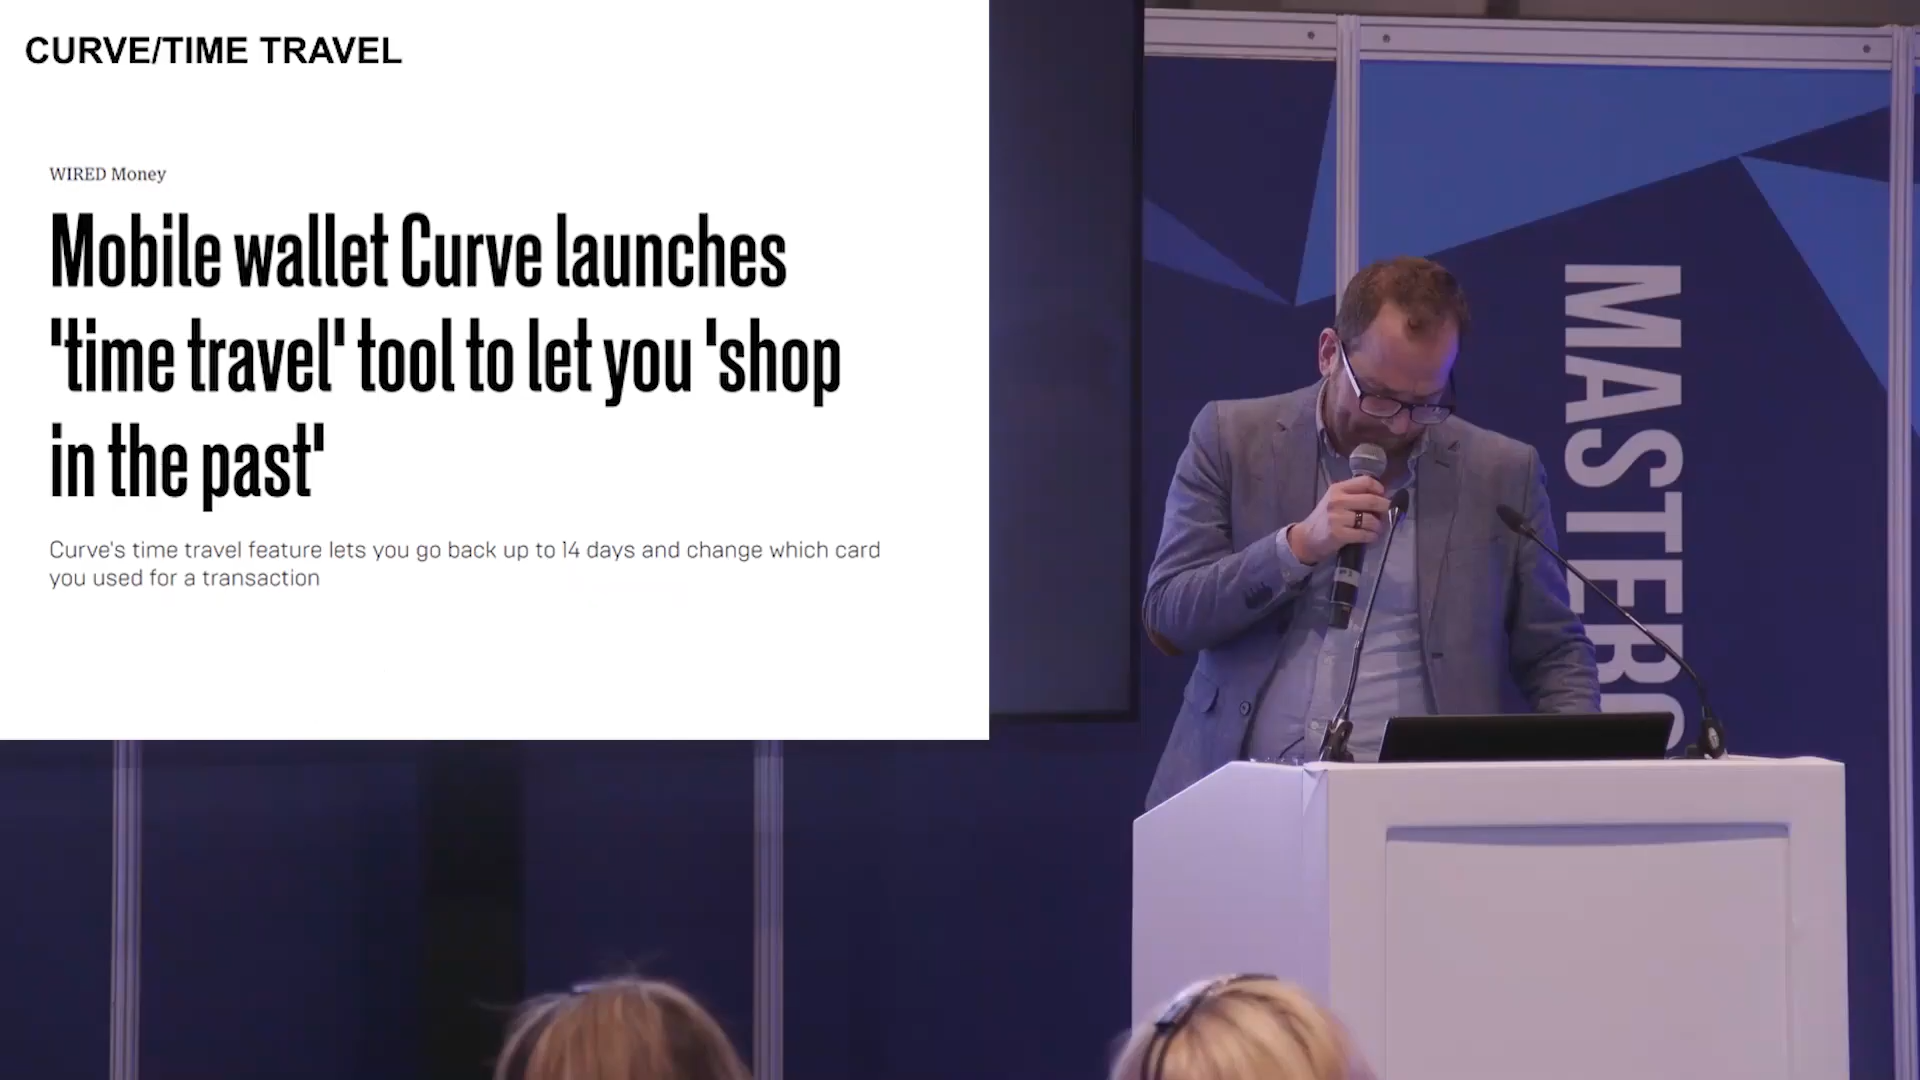 CURVE/TIME TRAVEL
WIRED Money
Mobile wallet Curve launches
'time travel' tool to let you 'shop
in the past'
Curve's time travel feature lets you go back up to 14 days and change which card
you used for a transaction